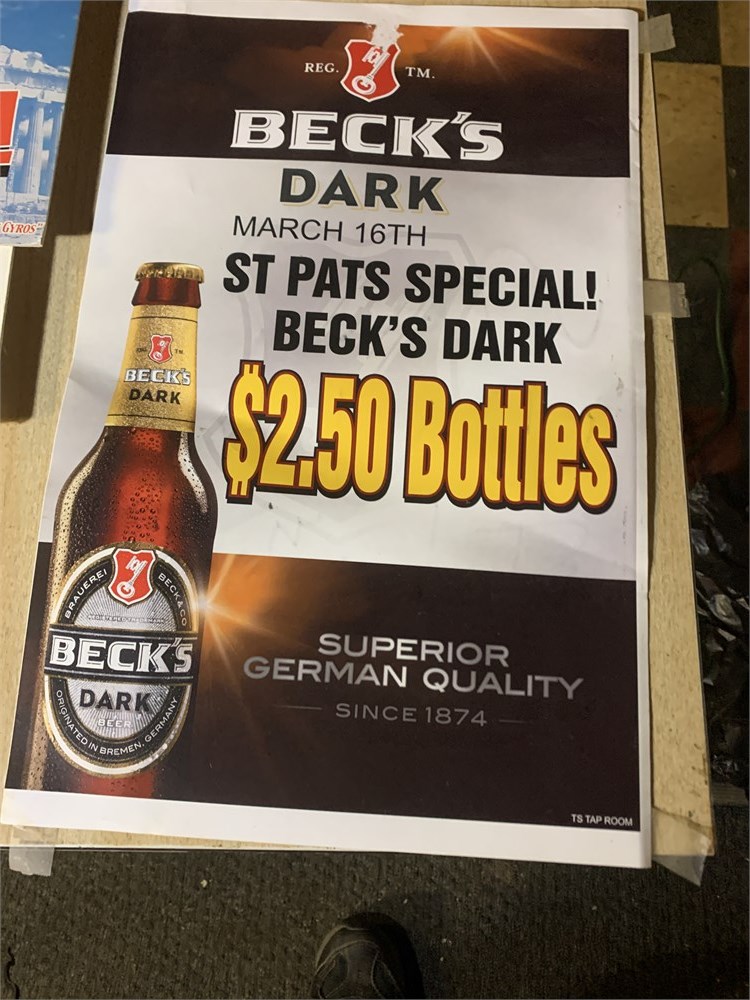 GYROS"
REG. TM.
BECK'S
DARK
MARCH 16TH
ST PATS SPECIAL!
BECK'S DARK
$2.50 Bottles
BECK'S
DARK
BRAUEREI BECK & CO
BECK'S
DARK
BEER
ORIGINATED IN BREMEN, GERMANY
SUPERIOR
GERMAN QUALITY
SINCE 1874
TS TAP ROOM